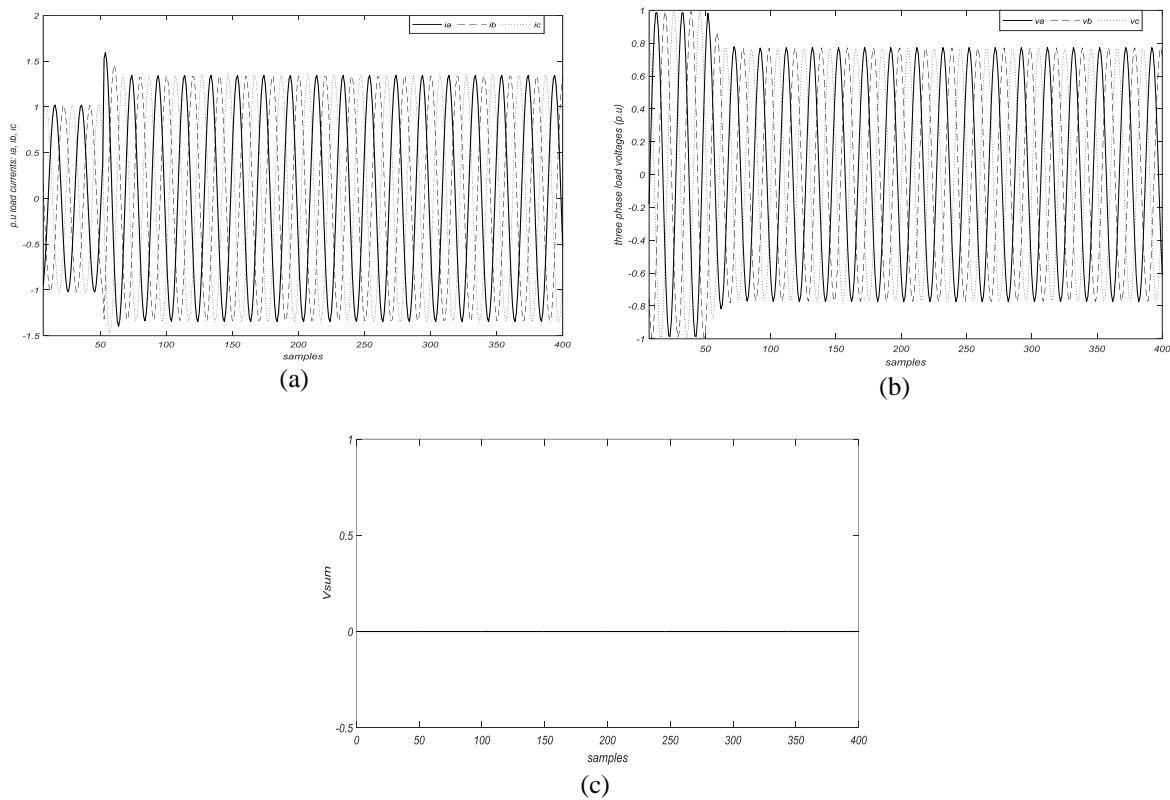 2
ia ib ic
1.5
1
0.5
0
-0.5
-1
-1.5
p.u load currents: ia, ib, ic
50 100 150 200 250 300 350 400
samples
(a)
1
va vb vc
0.8
0.6
0.4
0.2
0
-0.2
-0.4
-0.6
-0.8
-1
three phase load voltages (p.u)
50 100 150 200 250 300 350 400
samples
(b)
1
0.5
0
-0.5
Vsum
0 50 100 150 200 250 300 350 400
samples
(c)